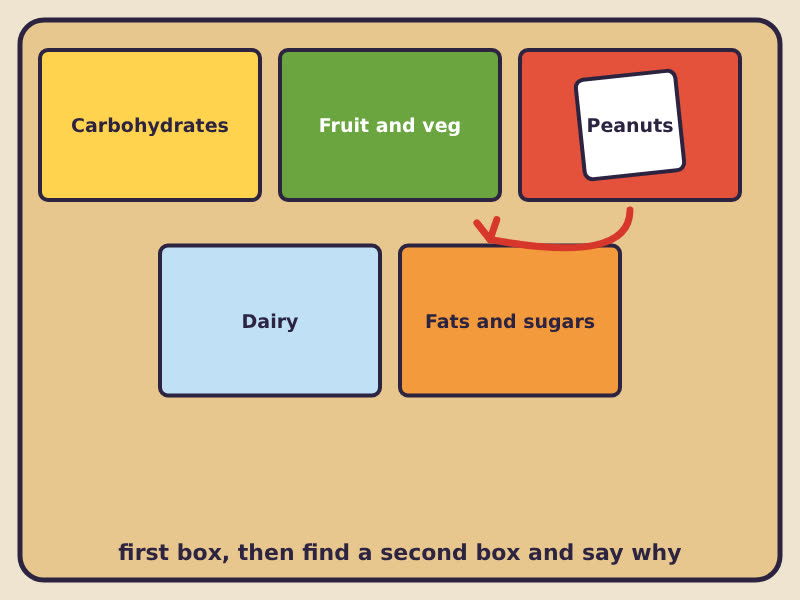 Carbohydrates
Fruit and veg
Peanuts
Dairy
Fats and sugars
first box, then find a second box and say why